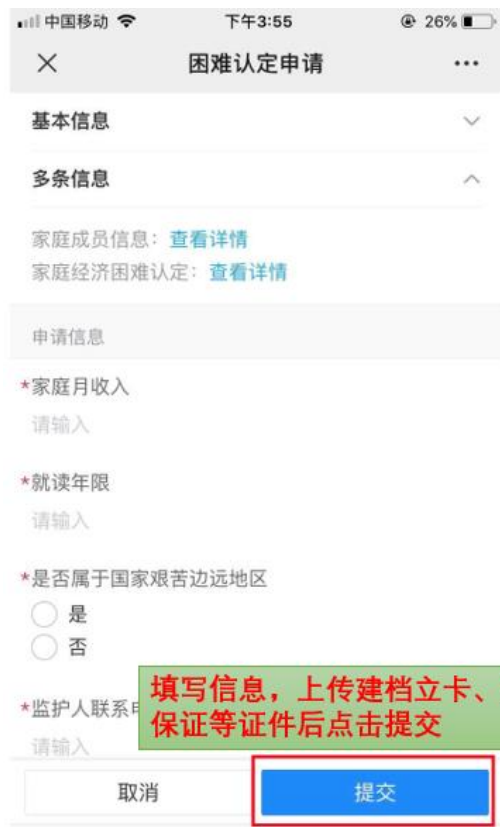 中国移动 下午3:55 26%
困难认定申请
基本信息
多条信息
家庭成员信息：查看详情
家庭经济困难认定：查看详情
申请信息
*家庭月收入
请输入
*就读年限
请输入
*是否属于国家艰苦边远地区
是
否
填写信息，上传建档立卡、
保证等证件后点击提交
*监护人联系
请输入
取消 提交